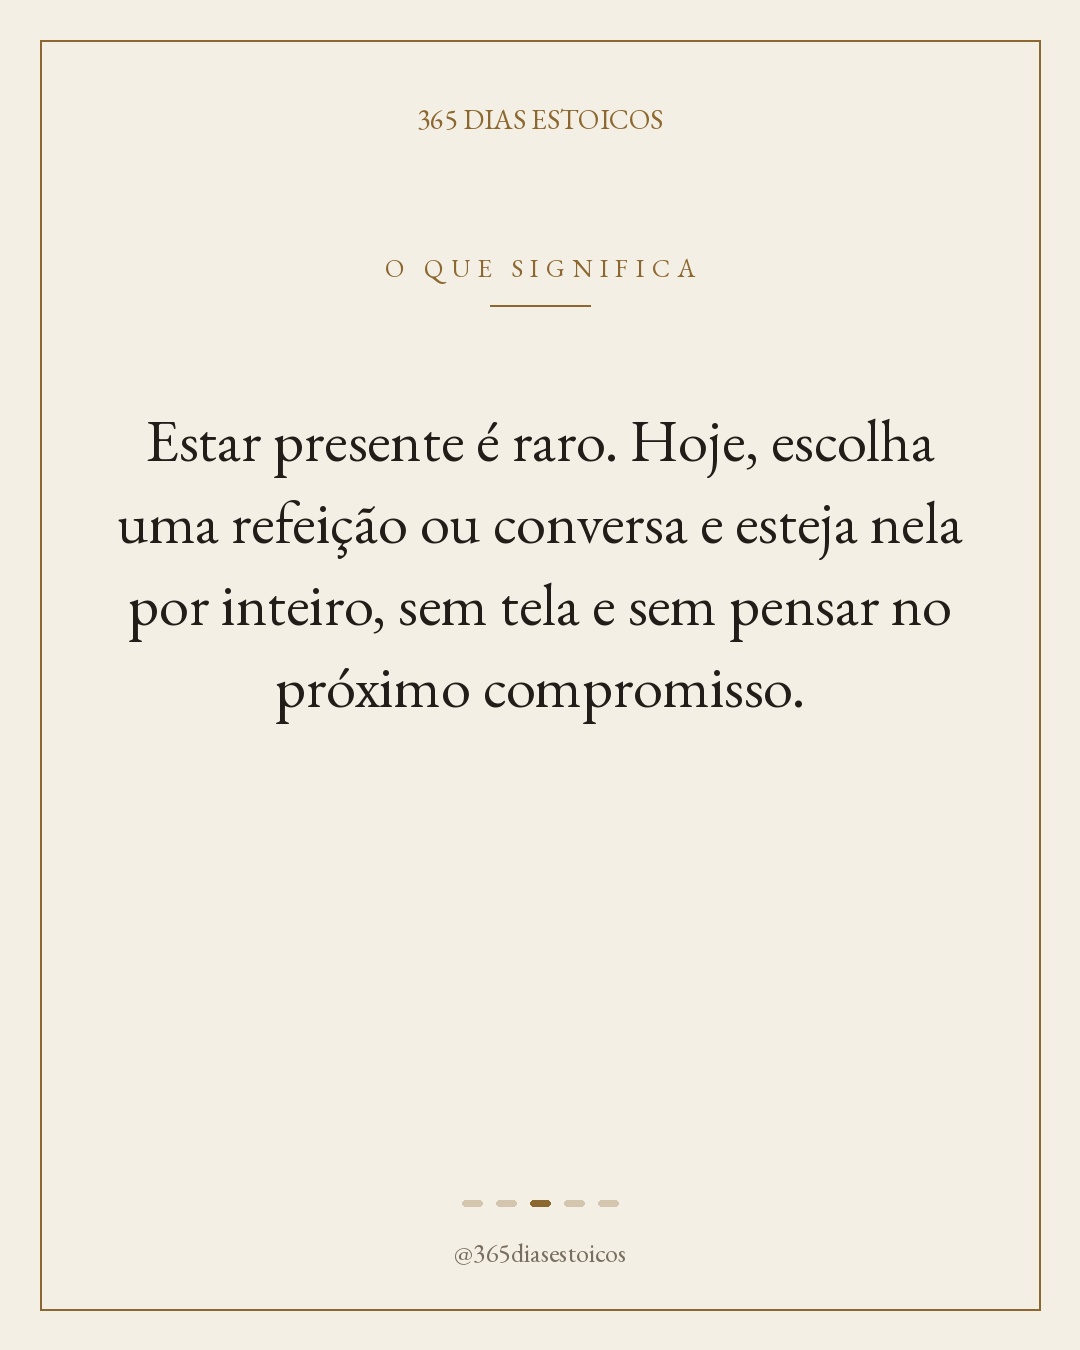 365 DIAS ESTOICOS
O QUE SIGNIFICA
Estar presente é raro. Hoje, escolha
uma refeição ou conversa e esteja nela
por inteiro, sem tela e sem pensar no
próximo compromisso.
@365diasestoicos